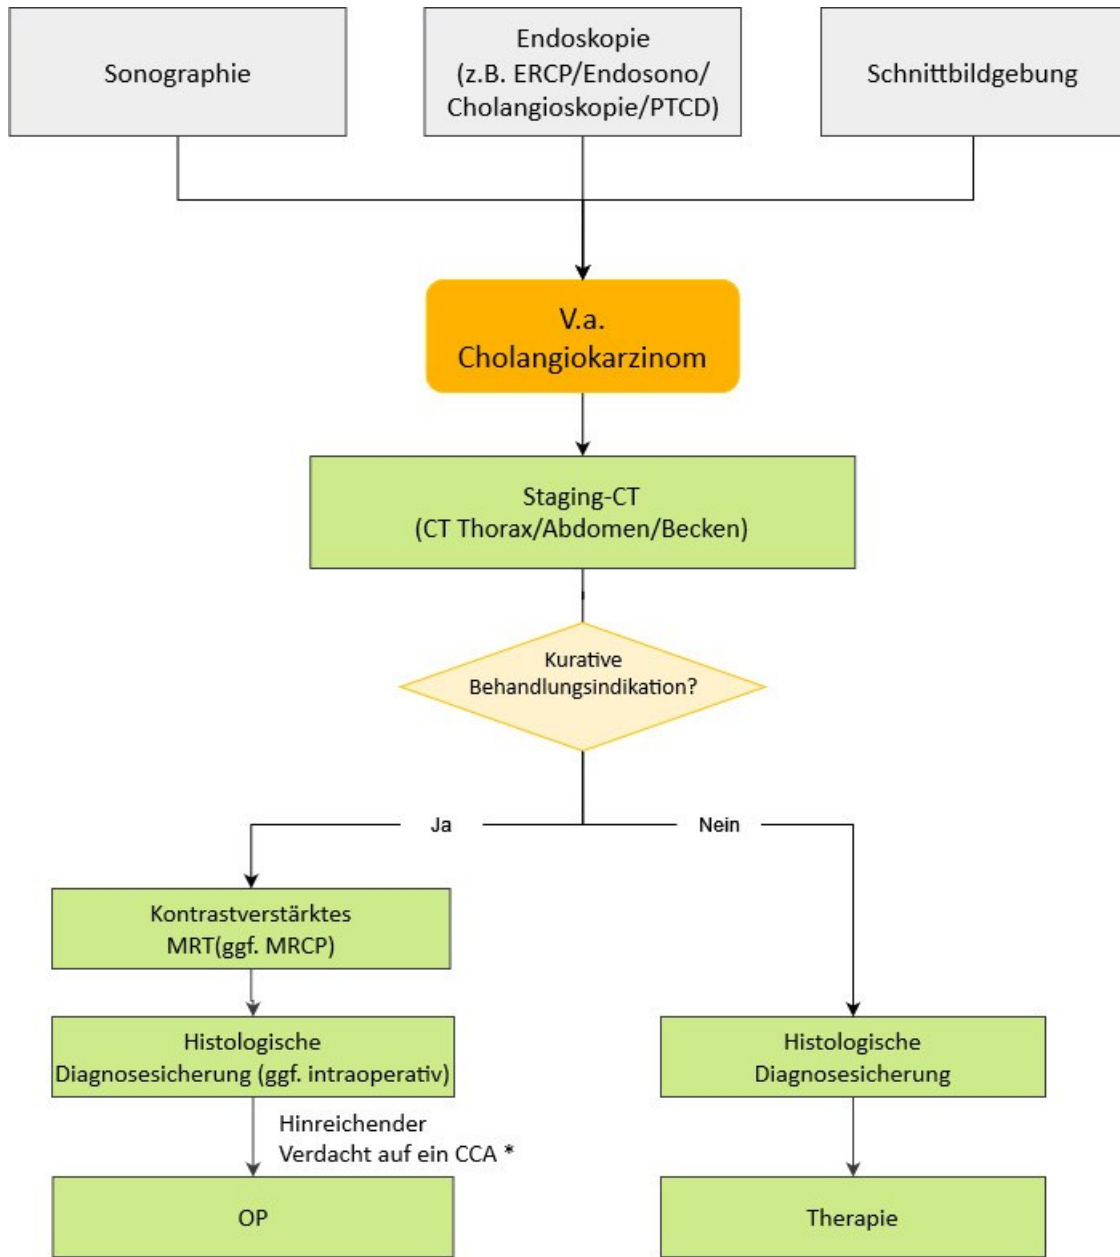 Sonographie
Endoskopie
(z.B. ERCP/Endosono/
Cholangioskopie/PTCD)
Schnittbildgebung
V.a.
Cholangiokarzinom
Staging-CT
(CT Thorax/Abdomen/Becken)
Kurative
Behandlungsindikation?
Ja
Nein
Kontrastverstärktes
MRT(ggf. MRCP)
Histologische
Diagnosesicherung (ggf. intraoperativ)
Hinreichender
Verdacht auf ein CCA *
OP
Histologische
Diagnosesicherung
Therapie